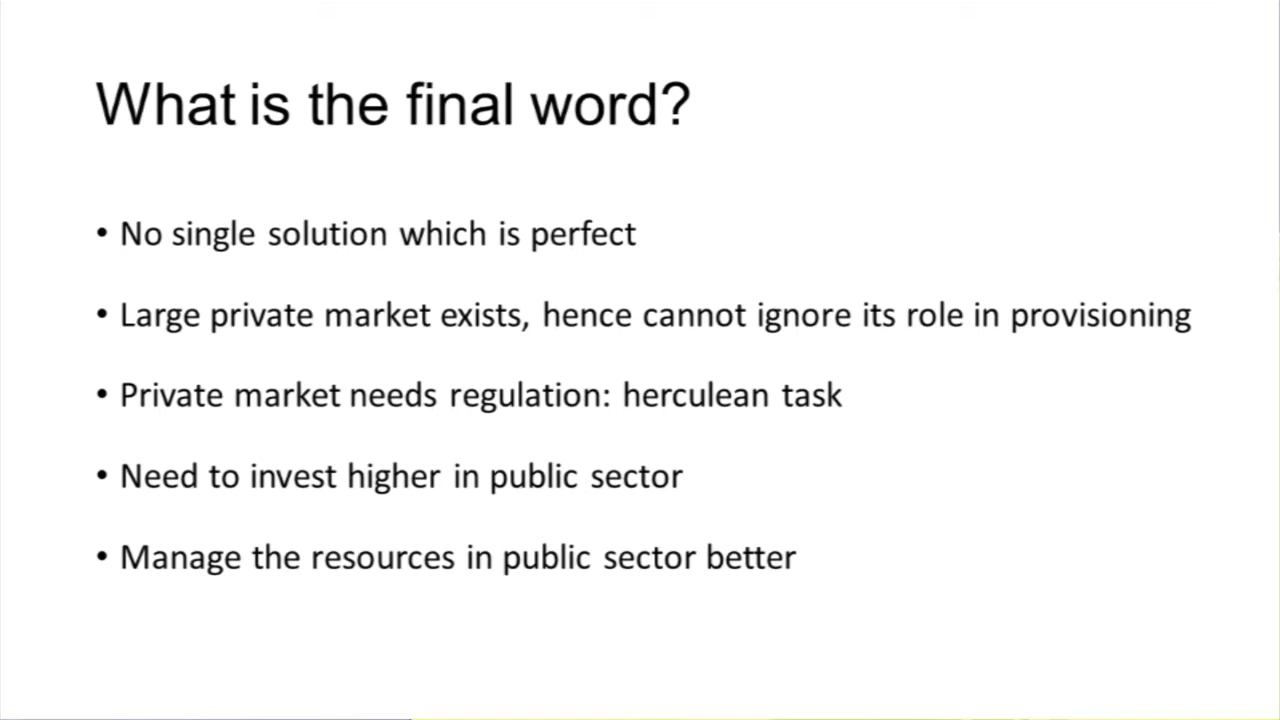 What is the final word?
• No single solution which is perfect
• Large private market exists, hence cannot ignore its role in provisioning
• Private market needs regulation: herculean task
• Need to invest higher in public sector
• Manage the resources in public sector better